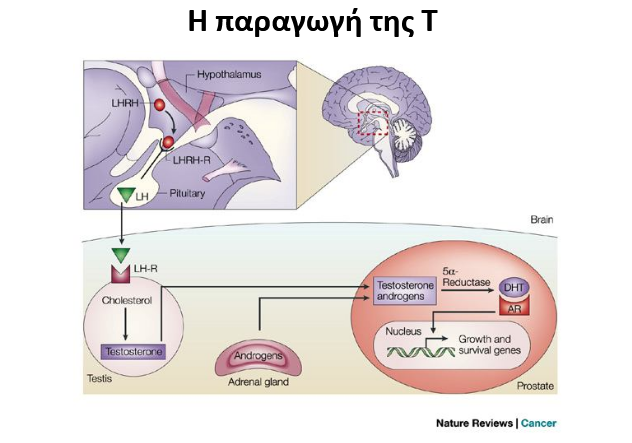 Η παραγωγή της Τ
Hypothalamus
LHRH
LHRH-R
LH
Pituitary
Brain
LH-R
Cholesterol
Testosterone
Testis
Androgens
Adrenal gland
Testosterone
androgens
5α-
Reductase
DHT
AR
Nucleus
Growth and
survival genes
Prostate
Nature Reviews | Cancer